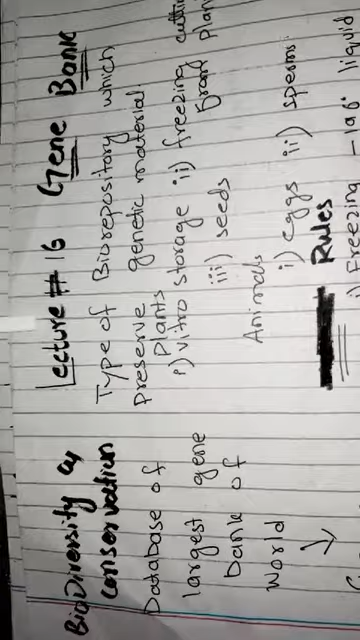 Lecture # 16 Gene Bank
Type of Biorepository which
preserve genetic material
Plants
i) vitro storage ii) freezing
iii) seeds
Animals
i) eggs ii) sperms
Rules
i) Freezing -196° liquid
BioDiversity &
conservation
Database of
largest gene
bank of
world